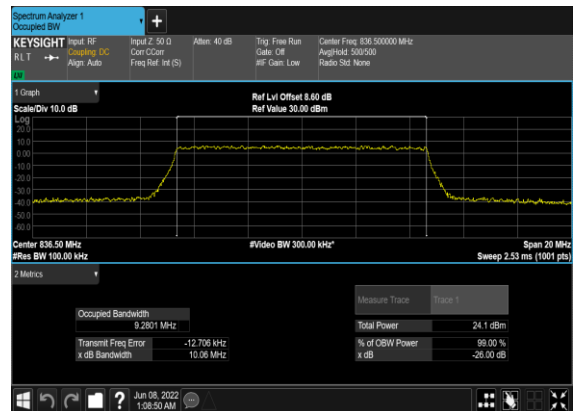 Spectrum Analyzer 1
Occupied BW
+
KEYSIGHT
RLT
LVI
Input: RF
Coupling: DC
Align: Auto
Input Z: 50 Ω
Corr CCorr
Freq Ref: Int (S)
Atten: 40 dB
Trig: Free Run
Gate: Off
#IF Gain: Low
Center Freq: 836.500000 MHz
Avg|Hold: 500/500
Radio Std: None
1 Graph
Scale/Div 10.0 dB
Ref Lvl Offset 8.60 dB
Ref Value 30.00 dBm
Log
20.0
10.0
0.00
-10.0
-20.0
-30.0
-40.0
-50.0
-60.0
Center 836.50 MHz
#Res BW 100.00 kHz
#Video BW 300.00 kHz*
Span 20 MHz
Sweep 2.53 ms (1001 pts)
2 Metrics
Measure Trace
Trace 1
Occupied Bandwidth
9.2801 MHz
Total Power
24.1 dBm
Transmit Freq Error
-12.706 kHz
% of OBW Power
99.00 %
x dB Bandwidth
10.06 MHz
x dB
-26.00 dB
?
Jun 08, 2022
1:08:50 AM